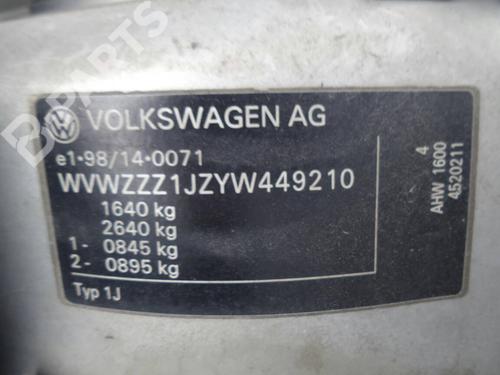 B-PARTS
VOLKSWAGEN AG
e1*98/14*0071
WVWZZZ1JZYW449210
1640 kg
2640 kg
1- 0845 kg
2- 0895 kg
Typ 1J
4
AHW 1600
4520211